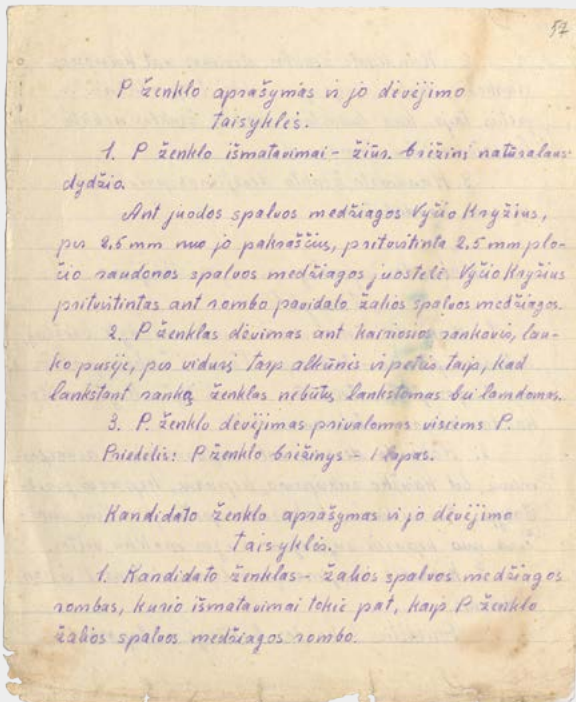 57
P ženklo aprašymas ir jo dėvėjimo
taisyklės.
1. P ženklo išmatavimai - žiūr. brėžinį natūralaus
dydžio.
Ant juodos spalvos medžiagos Vyčio Kryžius,
per 2,5 mm nuo jo pakraščių, pritvirtinta 2,5 mm plo-
čio raudonos spalvos medžiagos juostelė. Vyčio Kryžius
pritvirtintas ant rombo pavidalo žalios spalvos medžiagos.
2. P ženklas dėvimas ant kairiosios rankovės, lau-
ko pusėje, per vidurį tarp alkūnės ir peties taip, kad
lankstant ranką ženklas nebūtų lankstomas bei lamdomas.
3. P. ženklo dėvėjimas privalomas visiems P.
Priedėlis: P ženklo brėžinys - 1 lapas.
Kandidato ženklo aprašymas ir jo dėvėjimo
taisyklės.
1. Kandidato ženklas - žalios spalvos medžiagos
rombas, kurio išmatavimai tokie pat, kaip P ženklo
žalios spalvos medžiagos rombo.